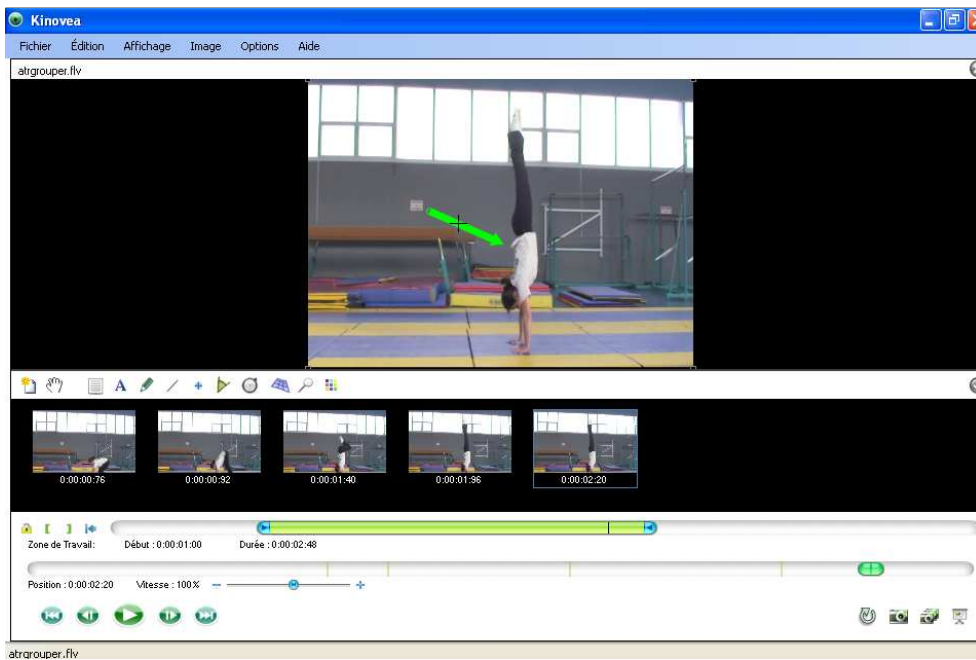 Kinovea
Fichier Édition Affichage Image Options Aide
atrgrouper.flv
A
0:00:00:76 0:00:00:92 0:00:01:40 0:00:01:96 0:00:02:20
Zone de Travail: Début : 0:00:01:00 Durée : 0:00:02:48
Position : 0:00:02:20 Vitesse : 100%
atrgrouper.flv